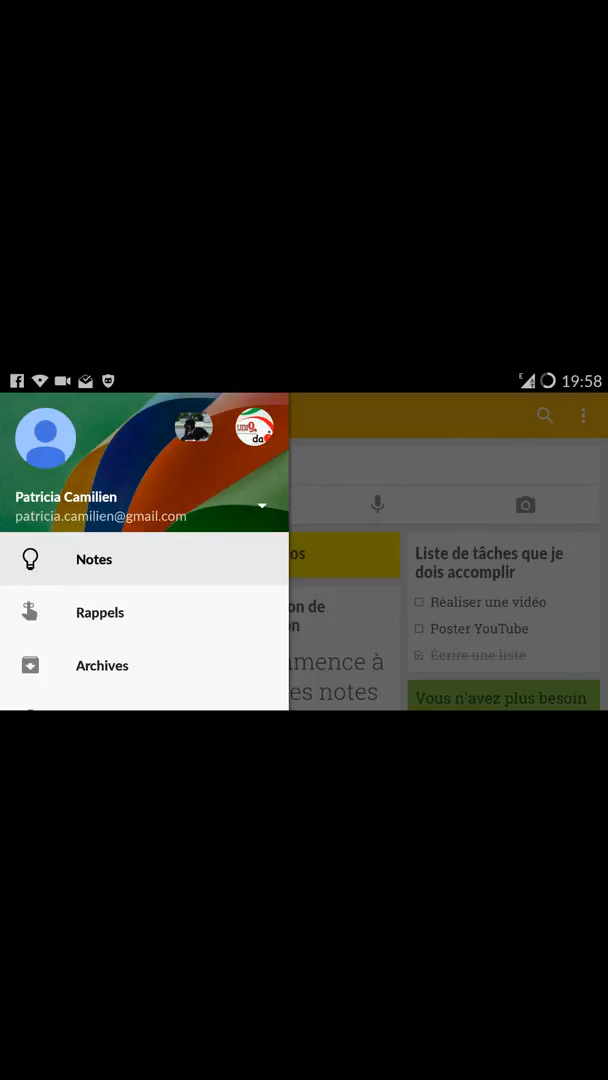 E
19:58
Patricia Camilien
patricia.camilien@gmail.com
Notes
Rappels
Archives
os
on de
n
mence à
es notes
Liste de tâches que je
dois accomplir
Réaliser une vidéo
Poster YouTube
Écrire une liste
Vous n'avez plus besoin